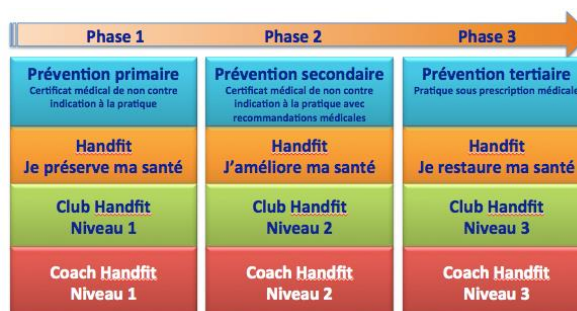 Phase 1
Phase 2
Phase 3
Prévention primaire
Certificat médical de non contre
indication à la pratique
Prévention secondaire
Certificat médical de non contre
indication à la pratique avec
recommandations médicales
Prévention tertiaire
Pratique sous prescription médicale
Handfit
Je préserve ma santé
Handfit
J'améliore ma santé
Handfit
Je restaure ma santé
Club Handfit
Niveau 1
Club Handfit
Niveau 2
Club Handfit
Niveau 3
Coach Handfit
Niveau 1
Coach Handfit
Niveau 2
Coach Handfit
Niveau 3